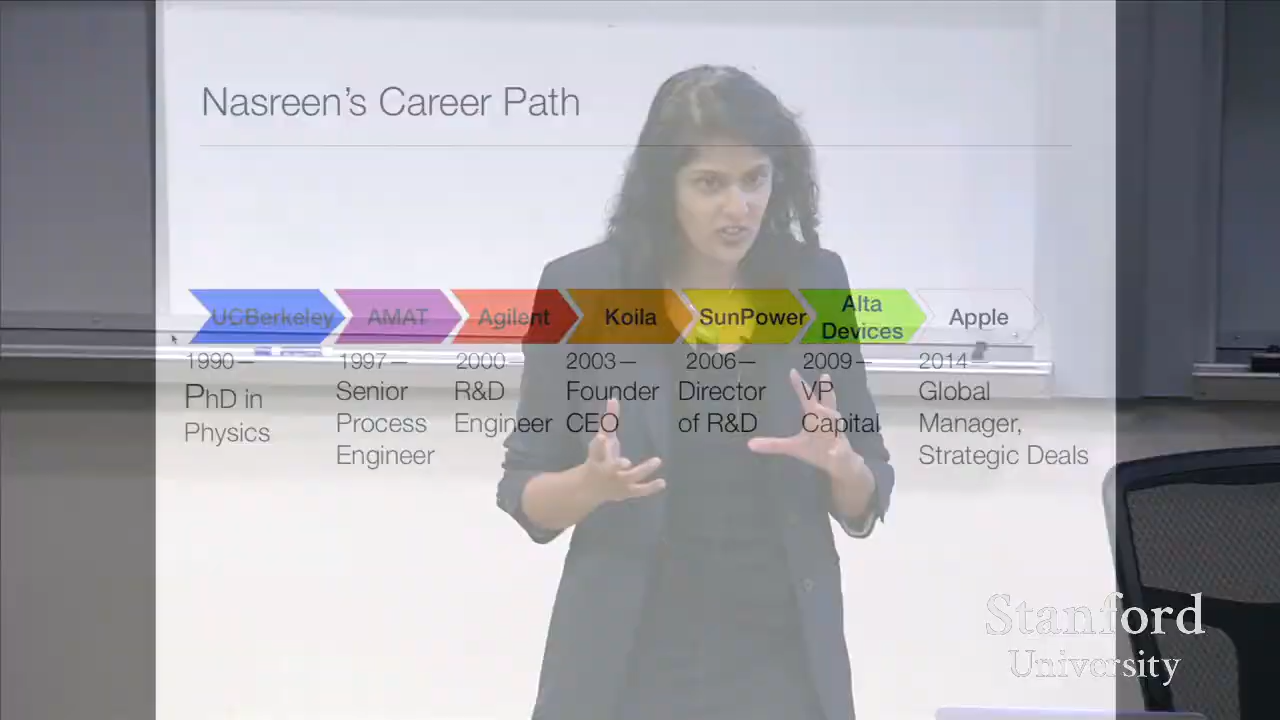 Nasreen's Career Path
UCBerkeley
AMAT
Agilent
Koila
SunPower
Alta
Devices
Apple
1990—
1997—
2000—
2003—
2006—
2009—
2014—
PhD in
Physics
Senior
Process
Engineer
R&D
Engineer
Founder
CEO
Director
of R&D
VP
Capital
Global
Manager,
Strategic Deals
Stanford
University